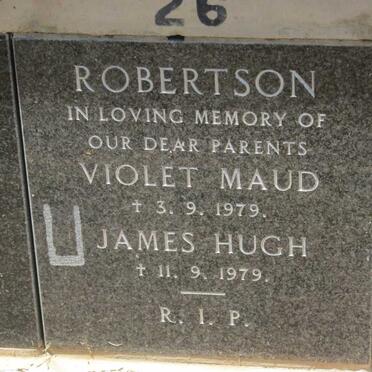 26
ROBERTSON
IN LOVING MEMORY OF
OUR DEAR PARENTS
VIOLET MAUD
† 3. 9. 1979.
JAMES HUGH
† 11. 9. 1979.
R. I. P.